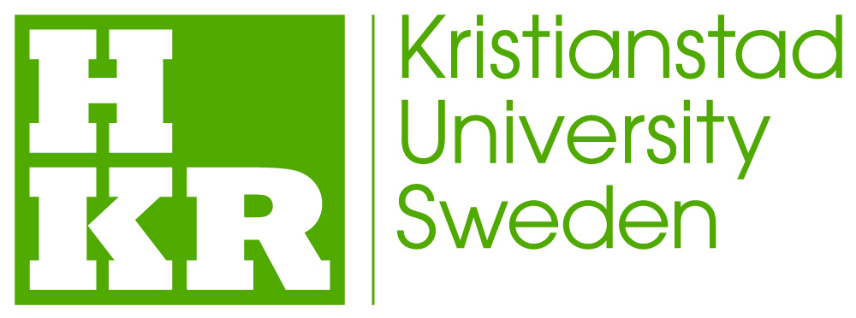 H
KR
Kristianstad
University
Sweden